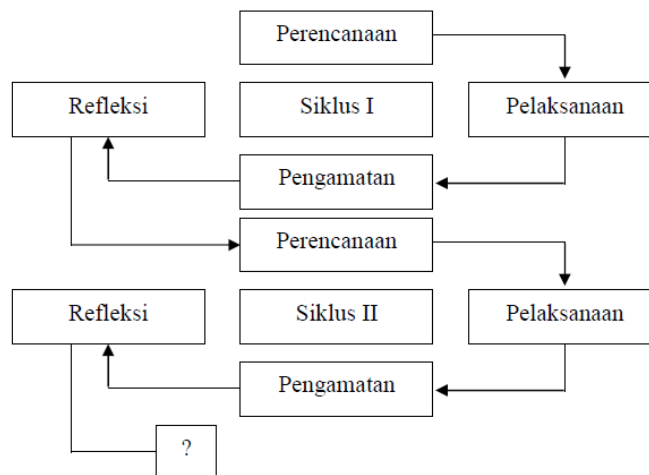 Perencanaan
Refleksi
Siklus I
Pelaksanaan
Pengamatan
Perencanaan
Refleksi
Siklus II
Pelaksanaan
Pengamatan
?